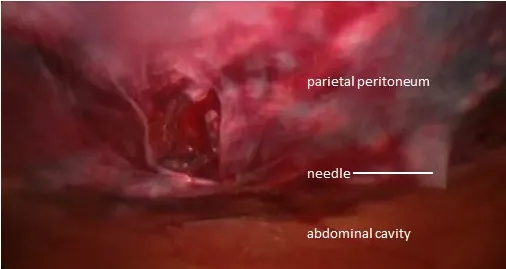 parietal peritoneum
needle
abdominal cavity